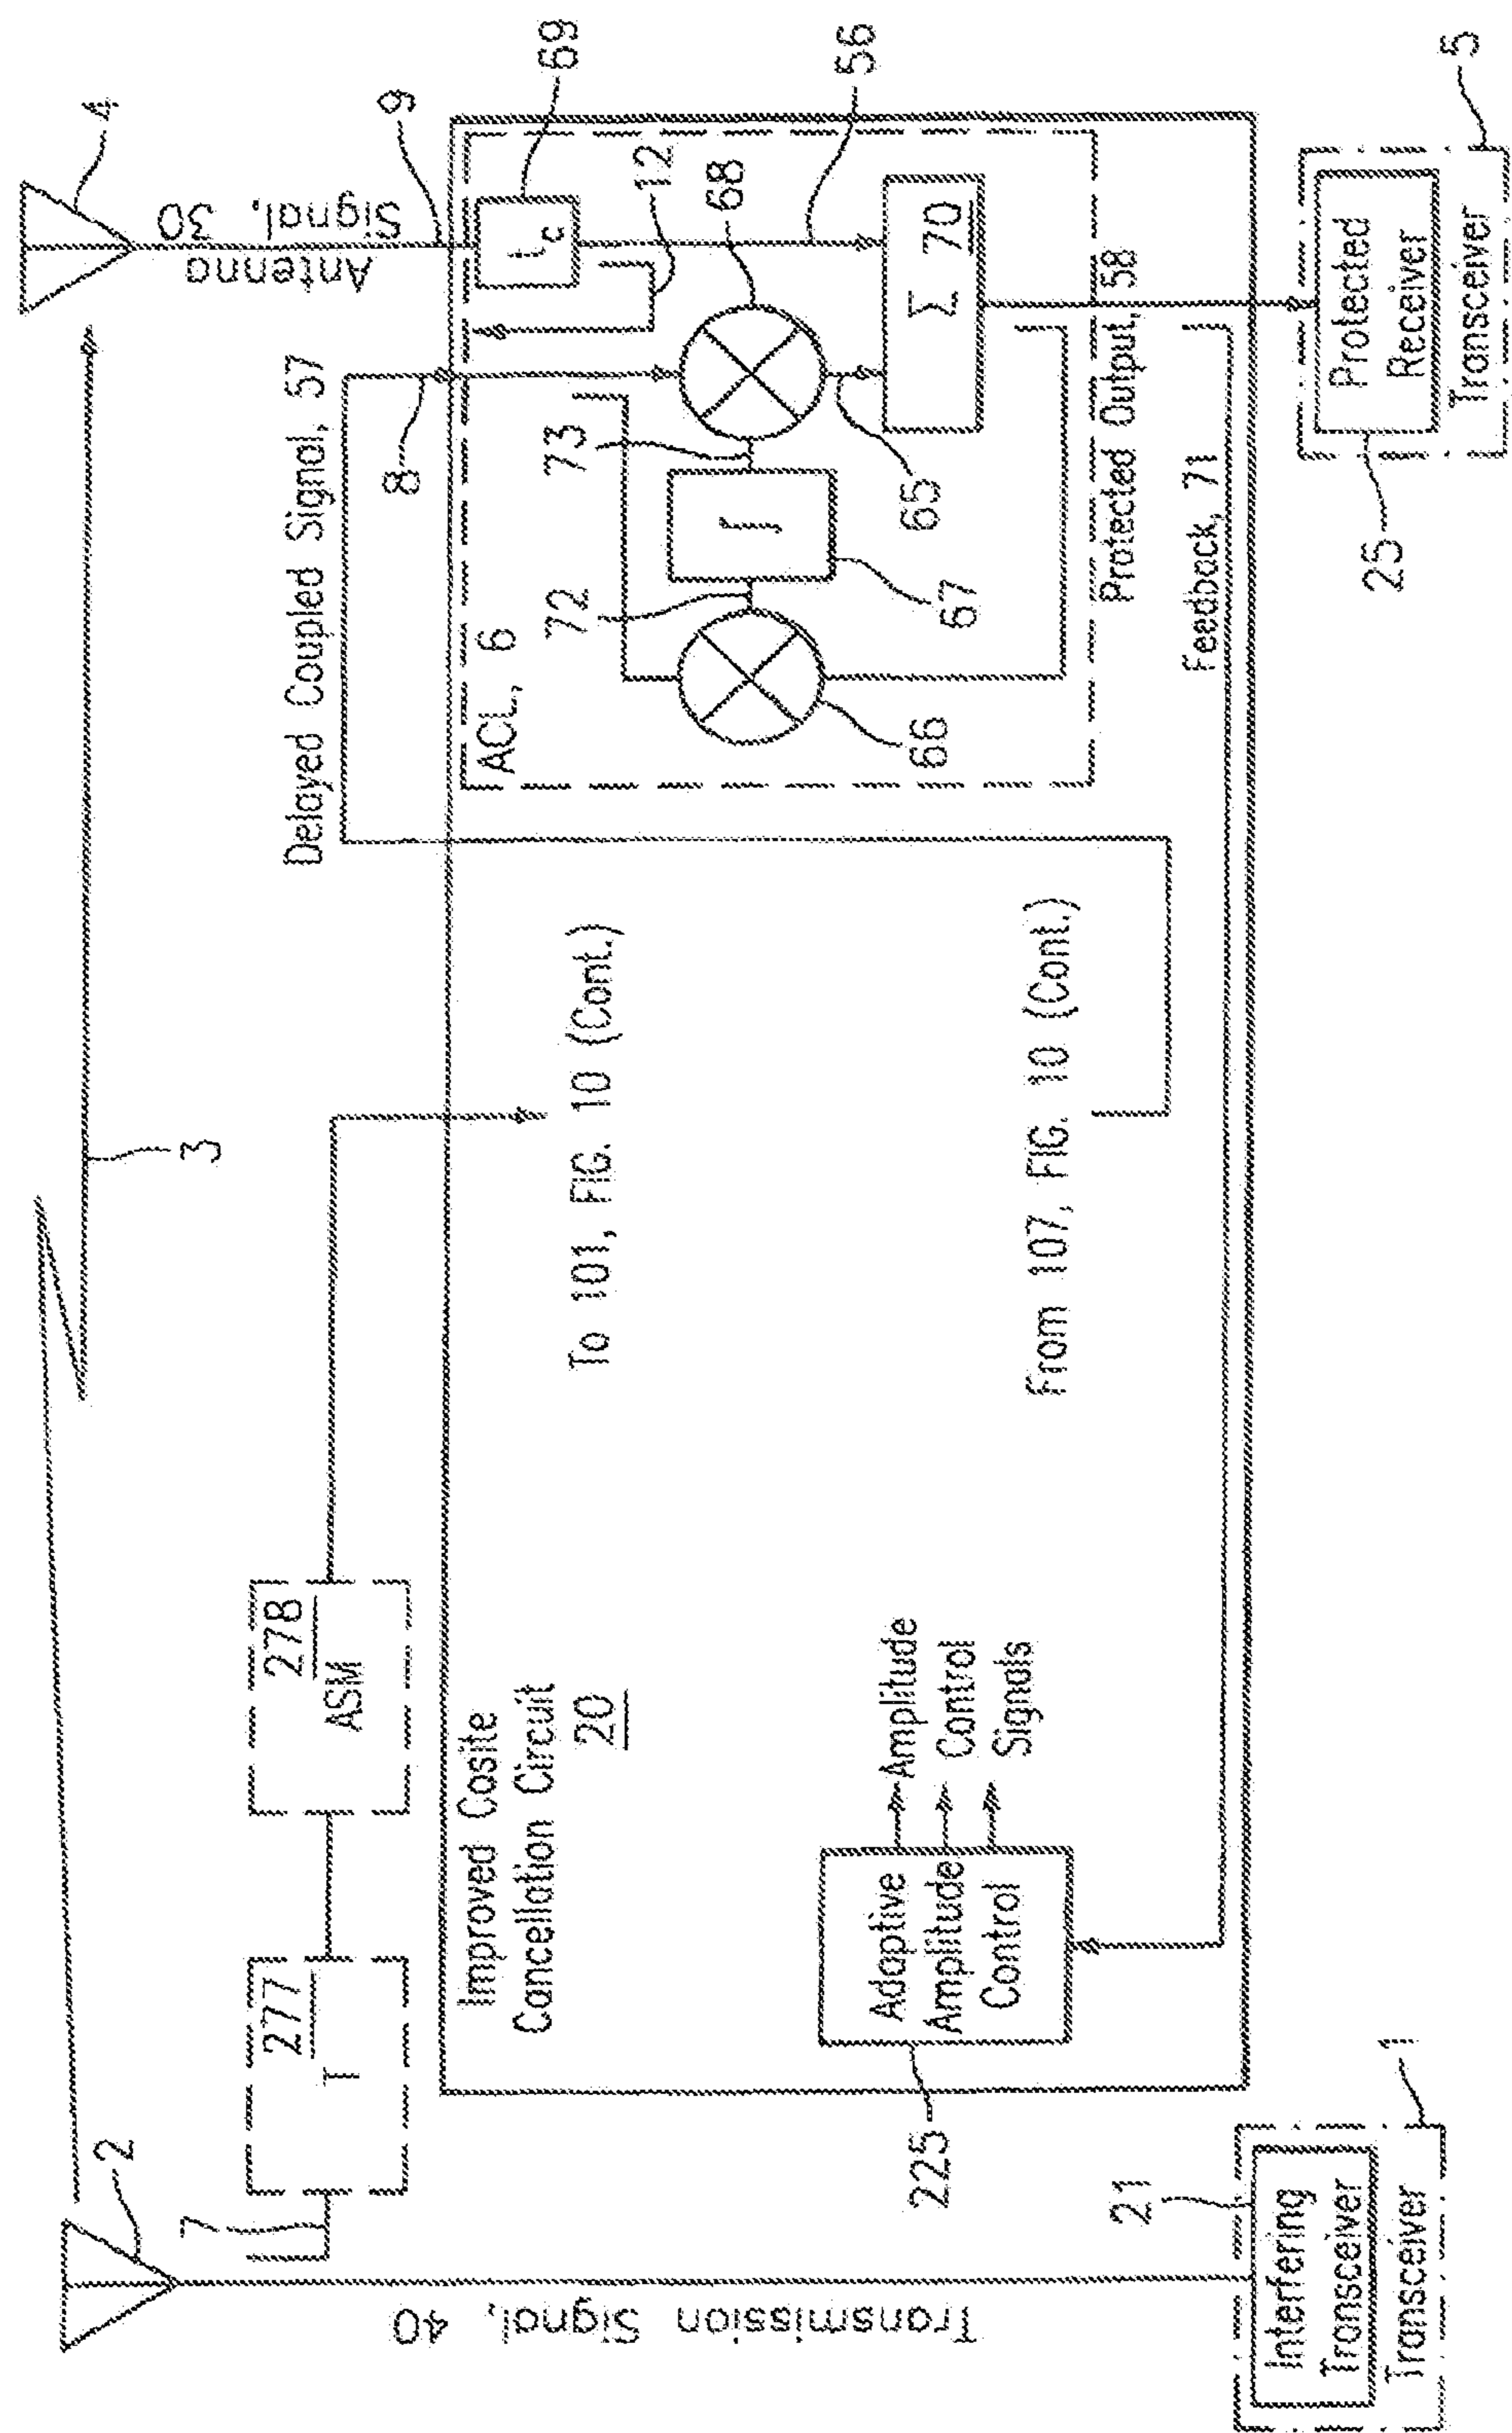 2
3
4
Transmission Signal, 40
7
277
T
278
ASM
Delayed Coupled Signal, 57
8
Antenna
Signal, 30
9
Improved Cosite
Cancellation Circuit
20
To 101, FIG. 10 (Cont.)
From 107, FIG. 10 (Cont.)
ACL, 6
72
73
12
69
t c
68
66
∫
67
65
Σ 70
56
Adaptive
Amplitude
Control
225
Amplitude
Control
Signals
Protected Output, 58
Feedback, 71
21
Interfering
Transceiver
Transceiver
1
25
Protected
Receiver
Transceiver
5